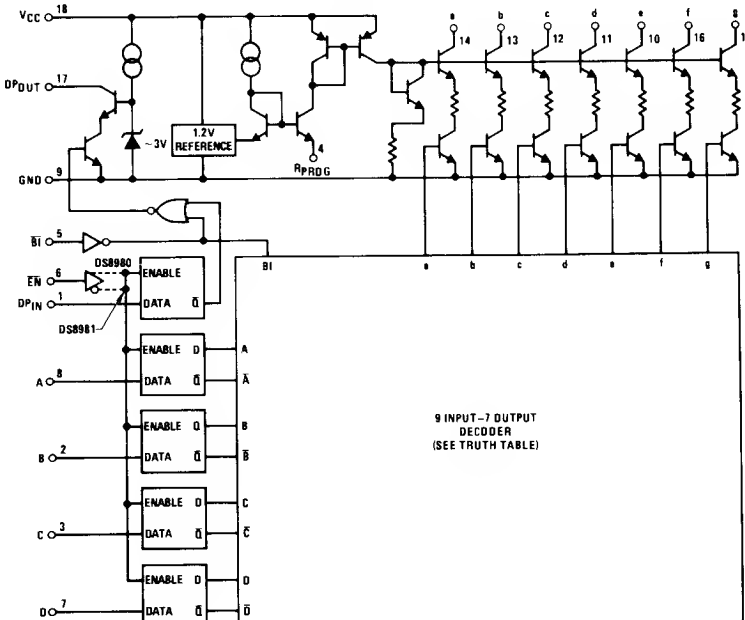 VCC 18
DPOUT 17
GND 9
~3V
1.2V
REFERENCE
4
RPROG
a b c d e f g
14 13 12 11 10 16 1
B̅I̅ 5
E̅N̅ 6
DPIN 1
DS8980
DS8981
ENABLE
DATA Q̅
BI a b c d e f g
ENABLE D A
A 8 DATA Q̅ A̅
ENABLE Q B
B 2 DATA Q̅ B̅
ENABLE D C
C 3 DATA Q̅ C̅
ENABLE D D
D 7 DATA Q̅ D̅
9 INPUT–7 OUTPUT
DECODER
(SEE TRUTH TABLE)